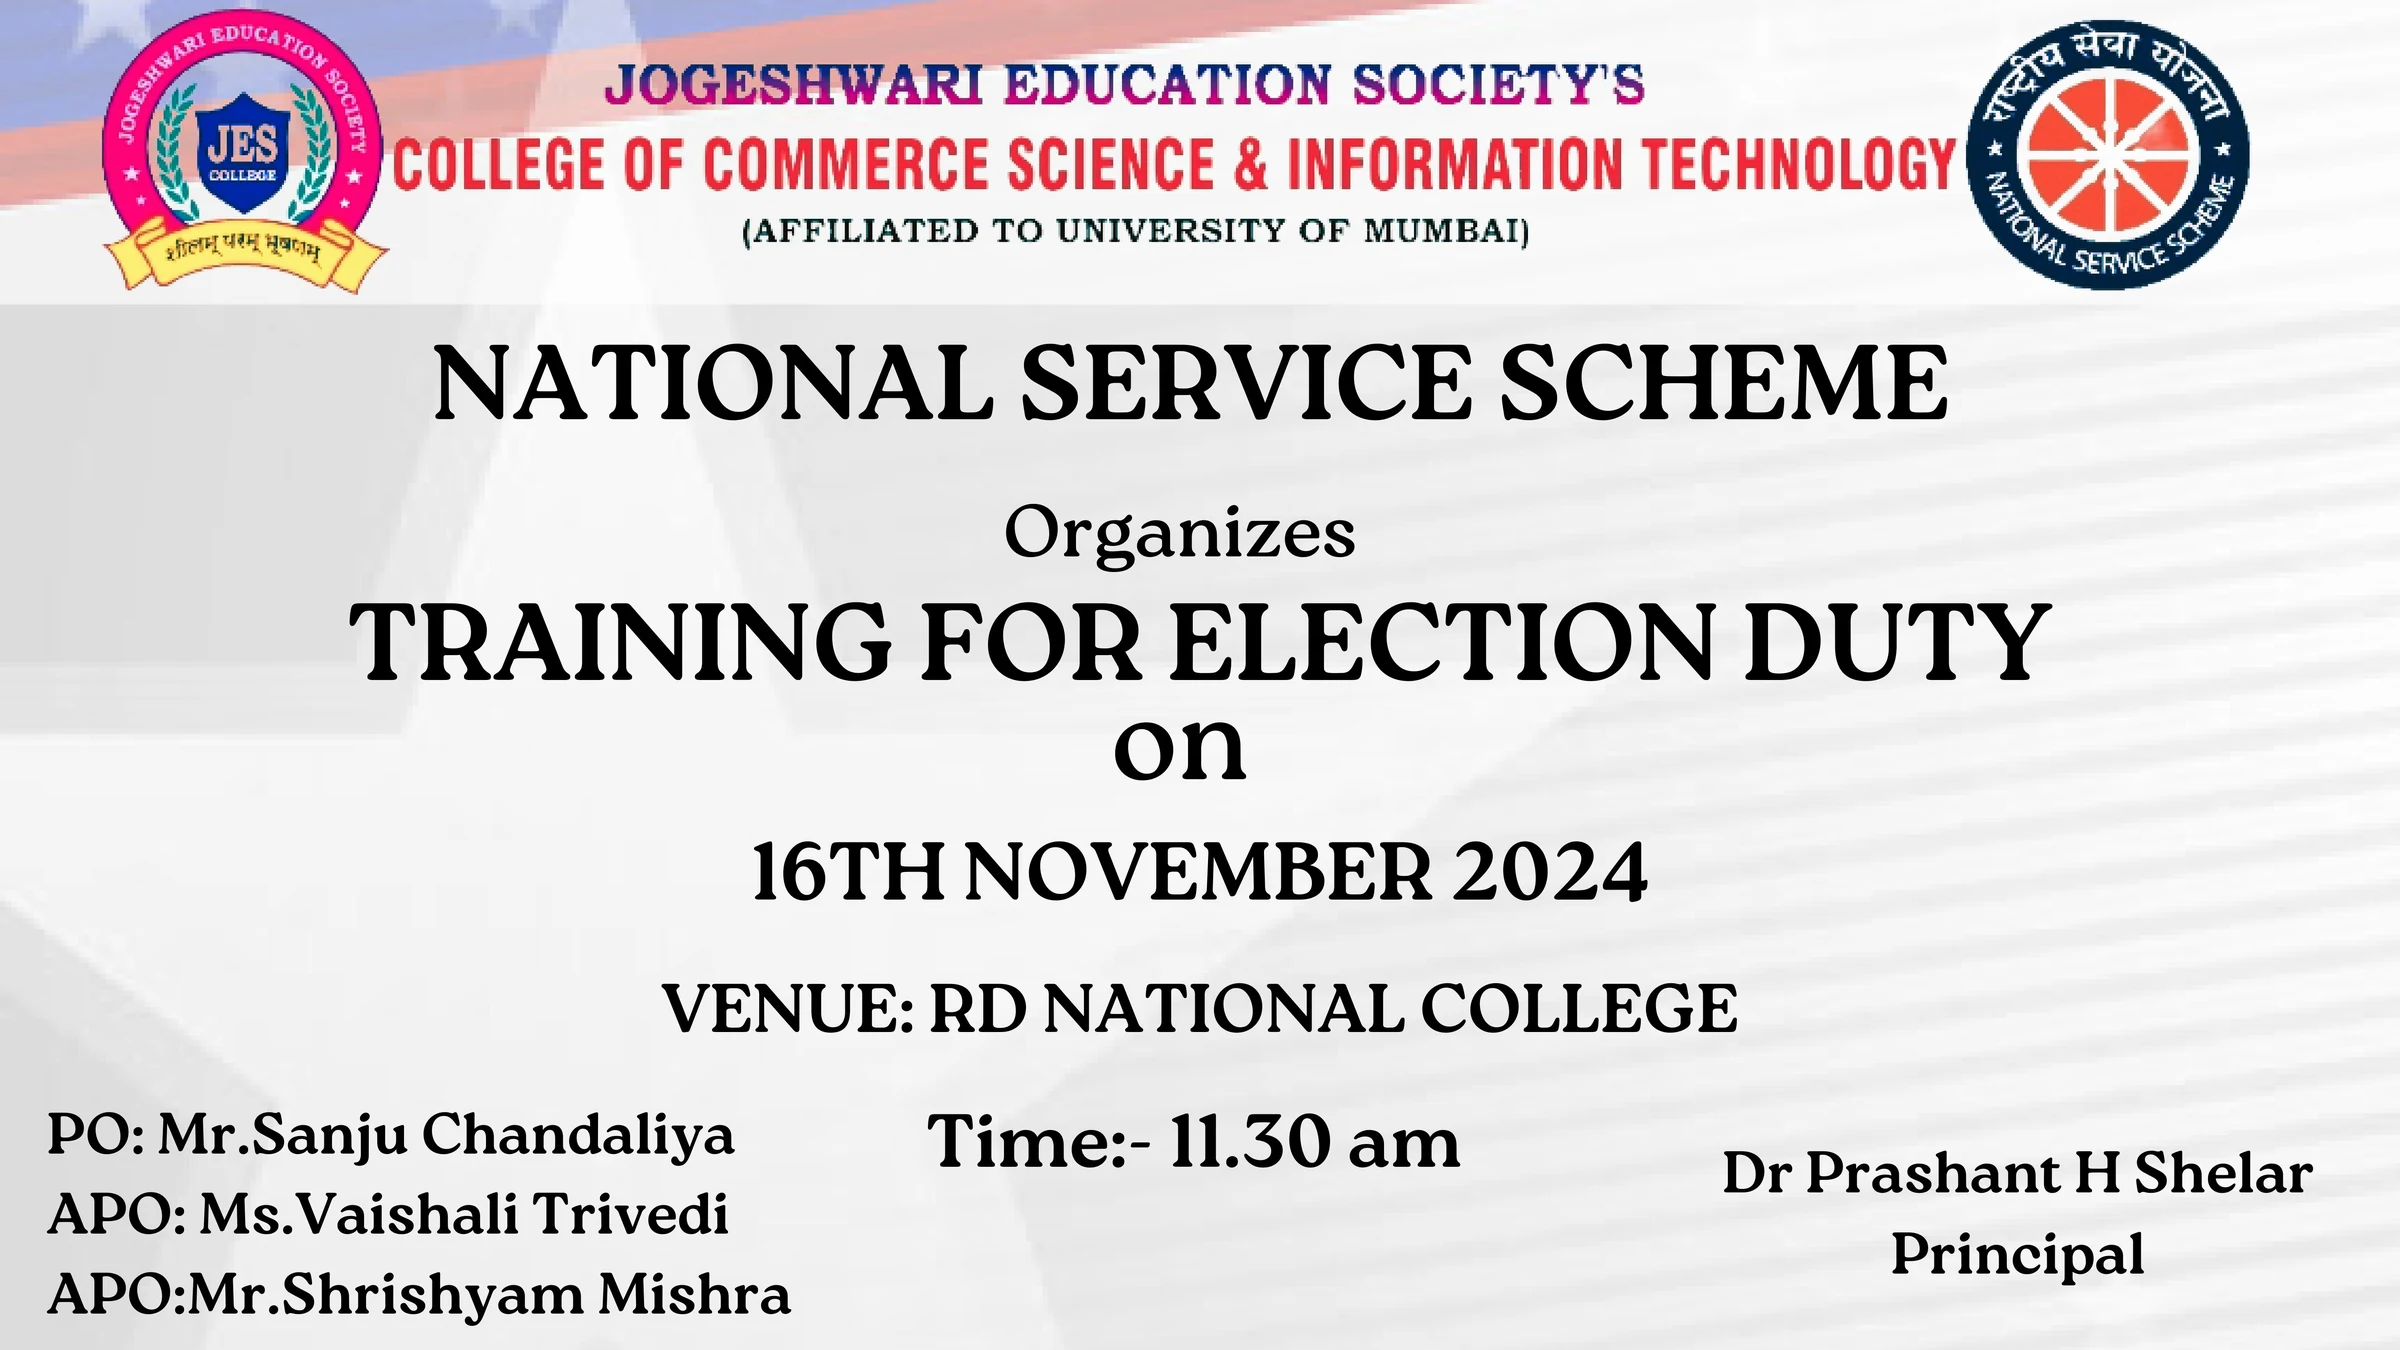 JOGESHWARI EDUCATION SOCIETY
JES
COLLEGE
शीलम् परम् भूषणम्
JOGESHWARI EDUCATION SOCIETY'S
COLLEGE OF COMMERCE SCIENCE & INFORMATION TECHNOLOGY
(AFFILIATED TO UNIVERSITY OF MUMBAI)
राष्ट्रीय सेवा योजना
NATIONAL SERVICE SCHEME
NATIONAL SERVICE SCHEME
Organizes
TRAINING FOR ELECTION DUTY
on
16TH NOVEMBER 2024
VENUE: RD NATIONAL COLLEGE
Time:- 11.30 am
PO: Mr.Sanju Chandaliya
APO: Ms.Vaishali Trivedi
APO:Mr.Shrishyam Mishra
Dr Prashant H Shelar
Principal